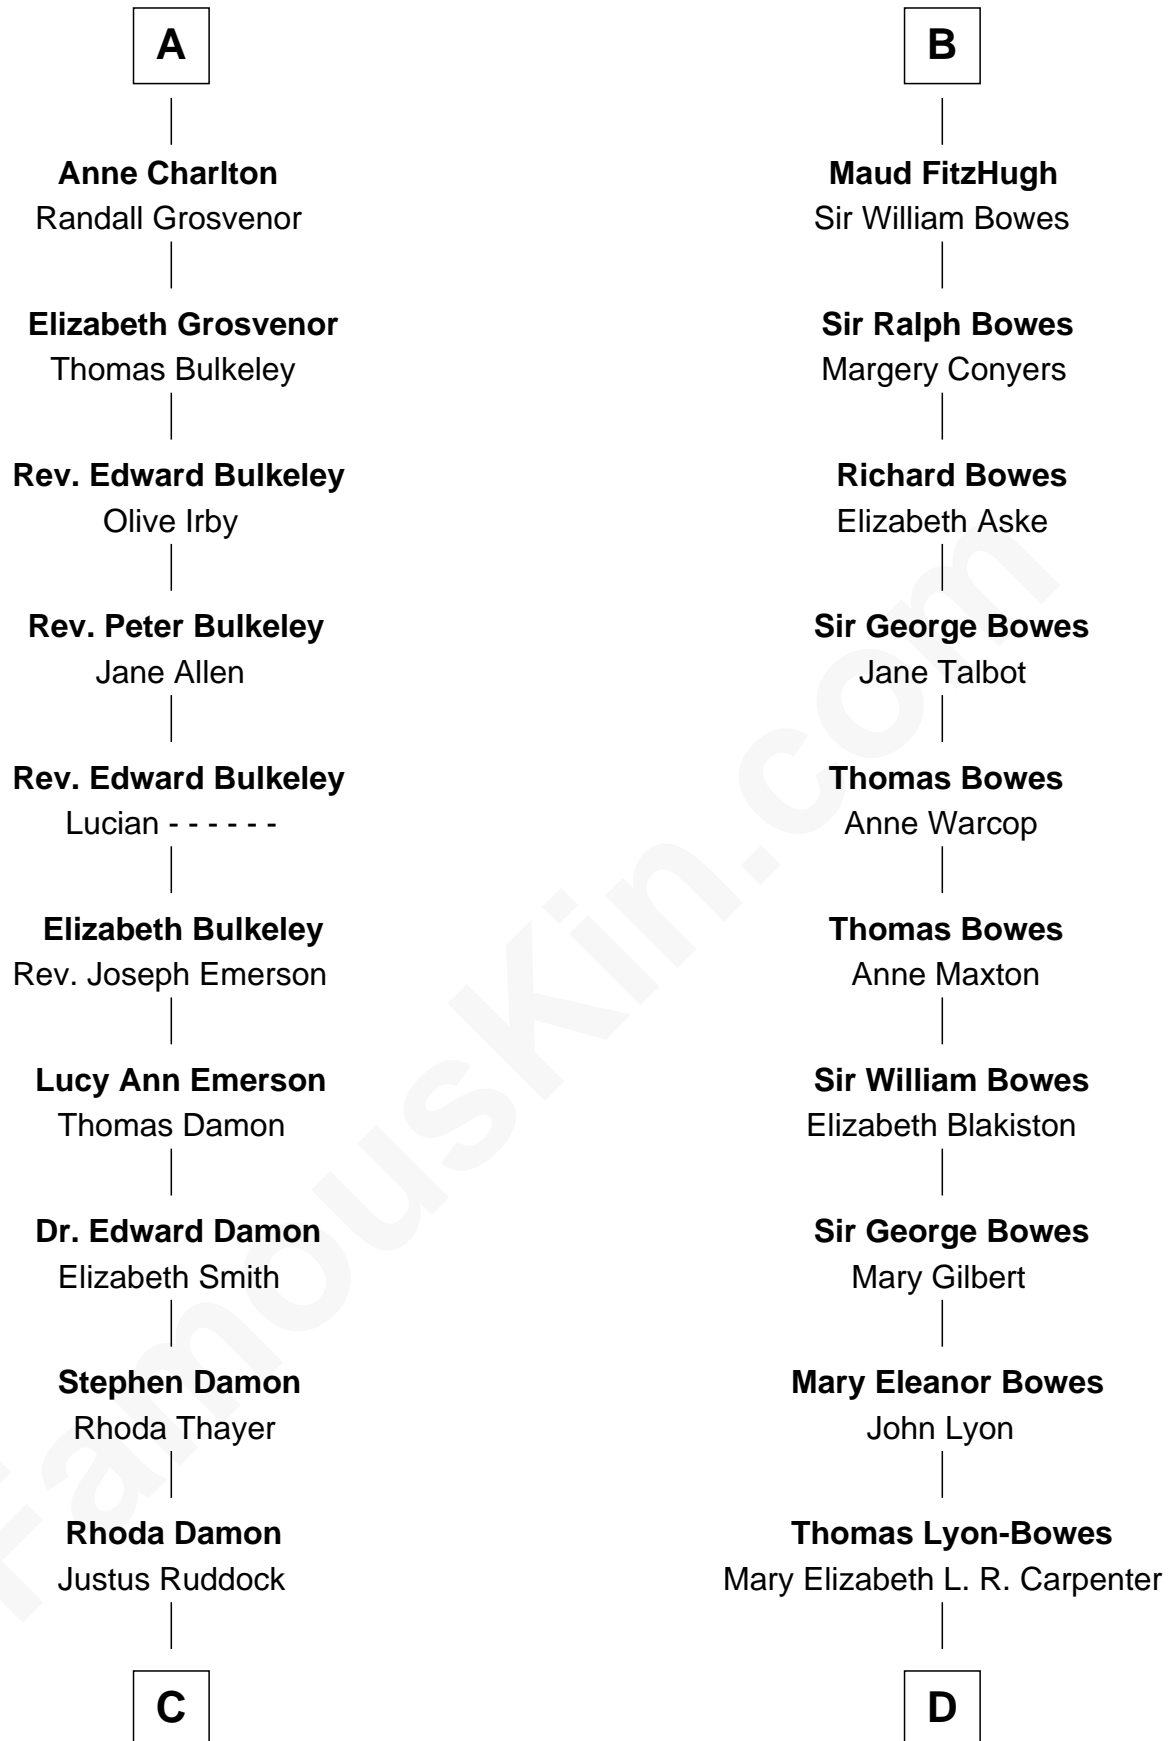 A
Anne Charlton
Randall Grosvenor
Elizabeth Grosvenor
Thomas Bulkeley
Rev. Edward Bulkeley
Olive Irby
Rev. Peter Bulkeley
Jane Allen
Rev. Edward Bulkeley
Lucian - - - - - -
Elizabeth Bulkeley
Rev. Joseph Emerson
Lucy Ann Emerson
Thomas Damon
Dr. Edward Damon
Elizabeth Smith
Stephen Damon
Rhoda Thayer
Rhoda Damon
Justus Ruddock
C
B
Maud FitzHugh
Sir William Bowes
Sir Ralph Bowes
Margery Conyers
Richard Bowes
Elizabeth Aske
Sir George Bowes
Jane Talbot
Thomas Bowes
Anne Warcop
Thomas Bowes
Anne Maxton
Sir William Bowes
Elizabeth Blakiston
Sir George Bowes
Mary Gilbert
Mary Eleanor Bowes
John Lyon
Thomas Lyon-Bowes
Mary Elizabeth L. R. Carpenter
D
FamousKin.com